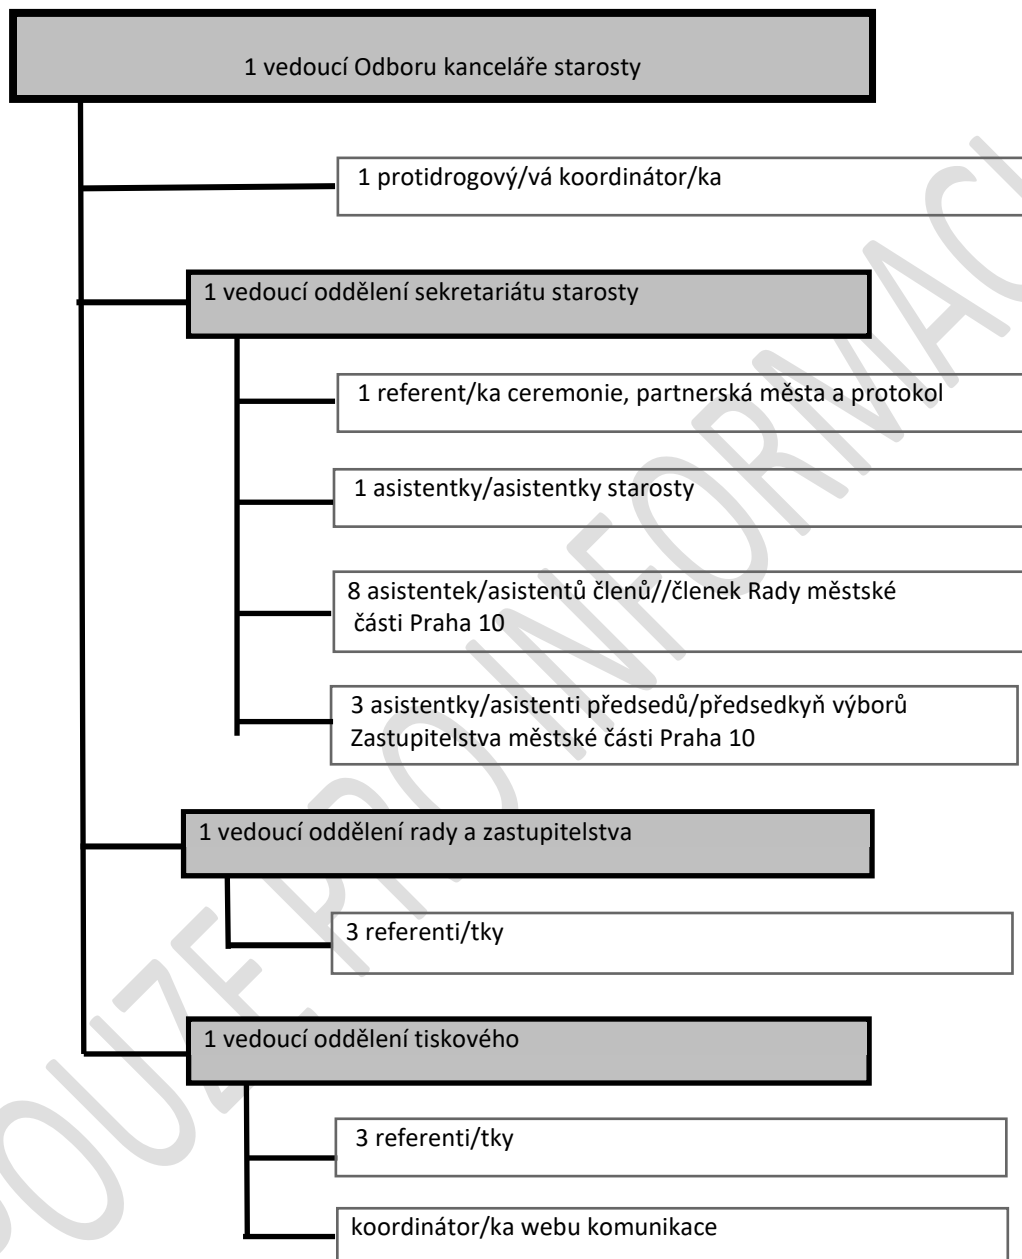 1 vedoucí Odboru kanceláře starosty
1 protidrogový/vá koordinátor/ka
1 vedoucí oddělení sekretariátu starosty
1 referent/ka ceremonie, partnerská města a protokol
1 asistentky/asistentky starosty
8 asistentek/asistentů členů//členek Rady městské
části Praha 10
3 asistentky/asistenti předsedů/předsedkyň výborů
Zastupitelstva městské části Praha 10
1 vedoucí oddělení rady a zastupitelstva
3 referenti/tky
1 vedoucí oddělení tiskového
3 referenti/tky
koordinátor/ka webu komunikace
POUZE PRO INFORMACI